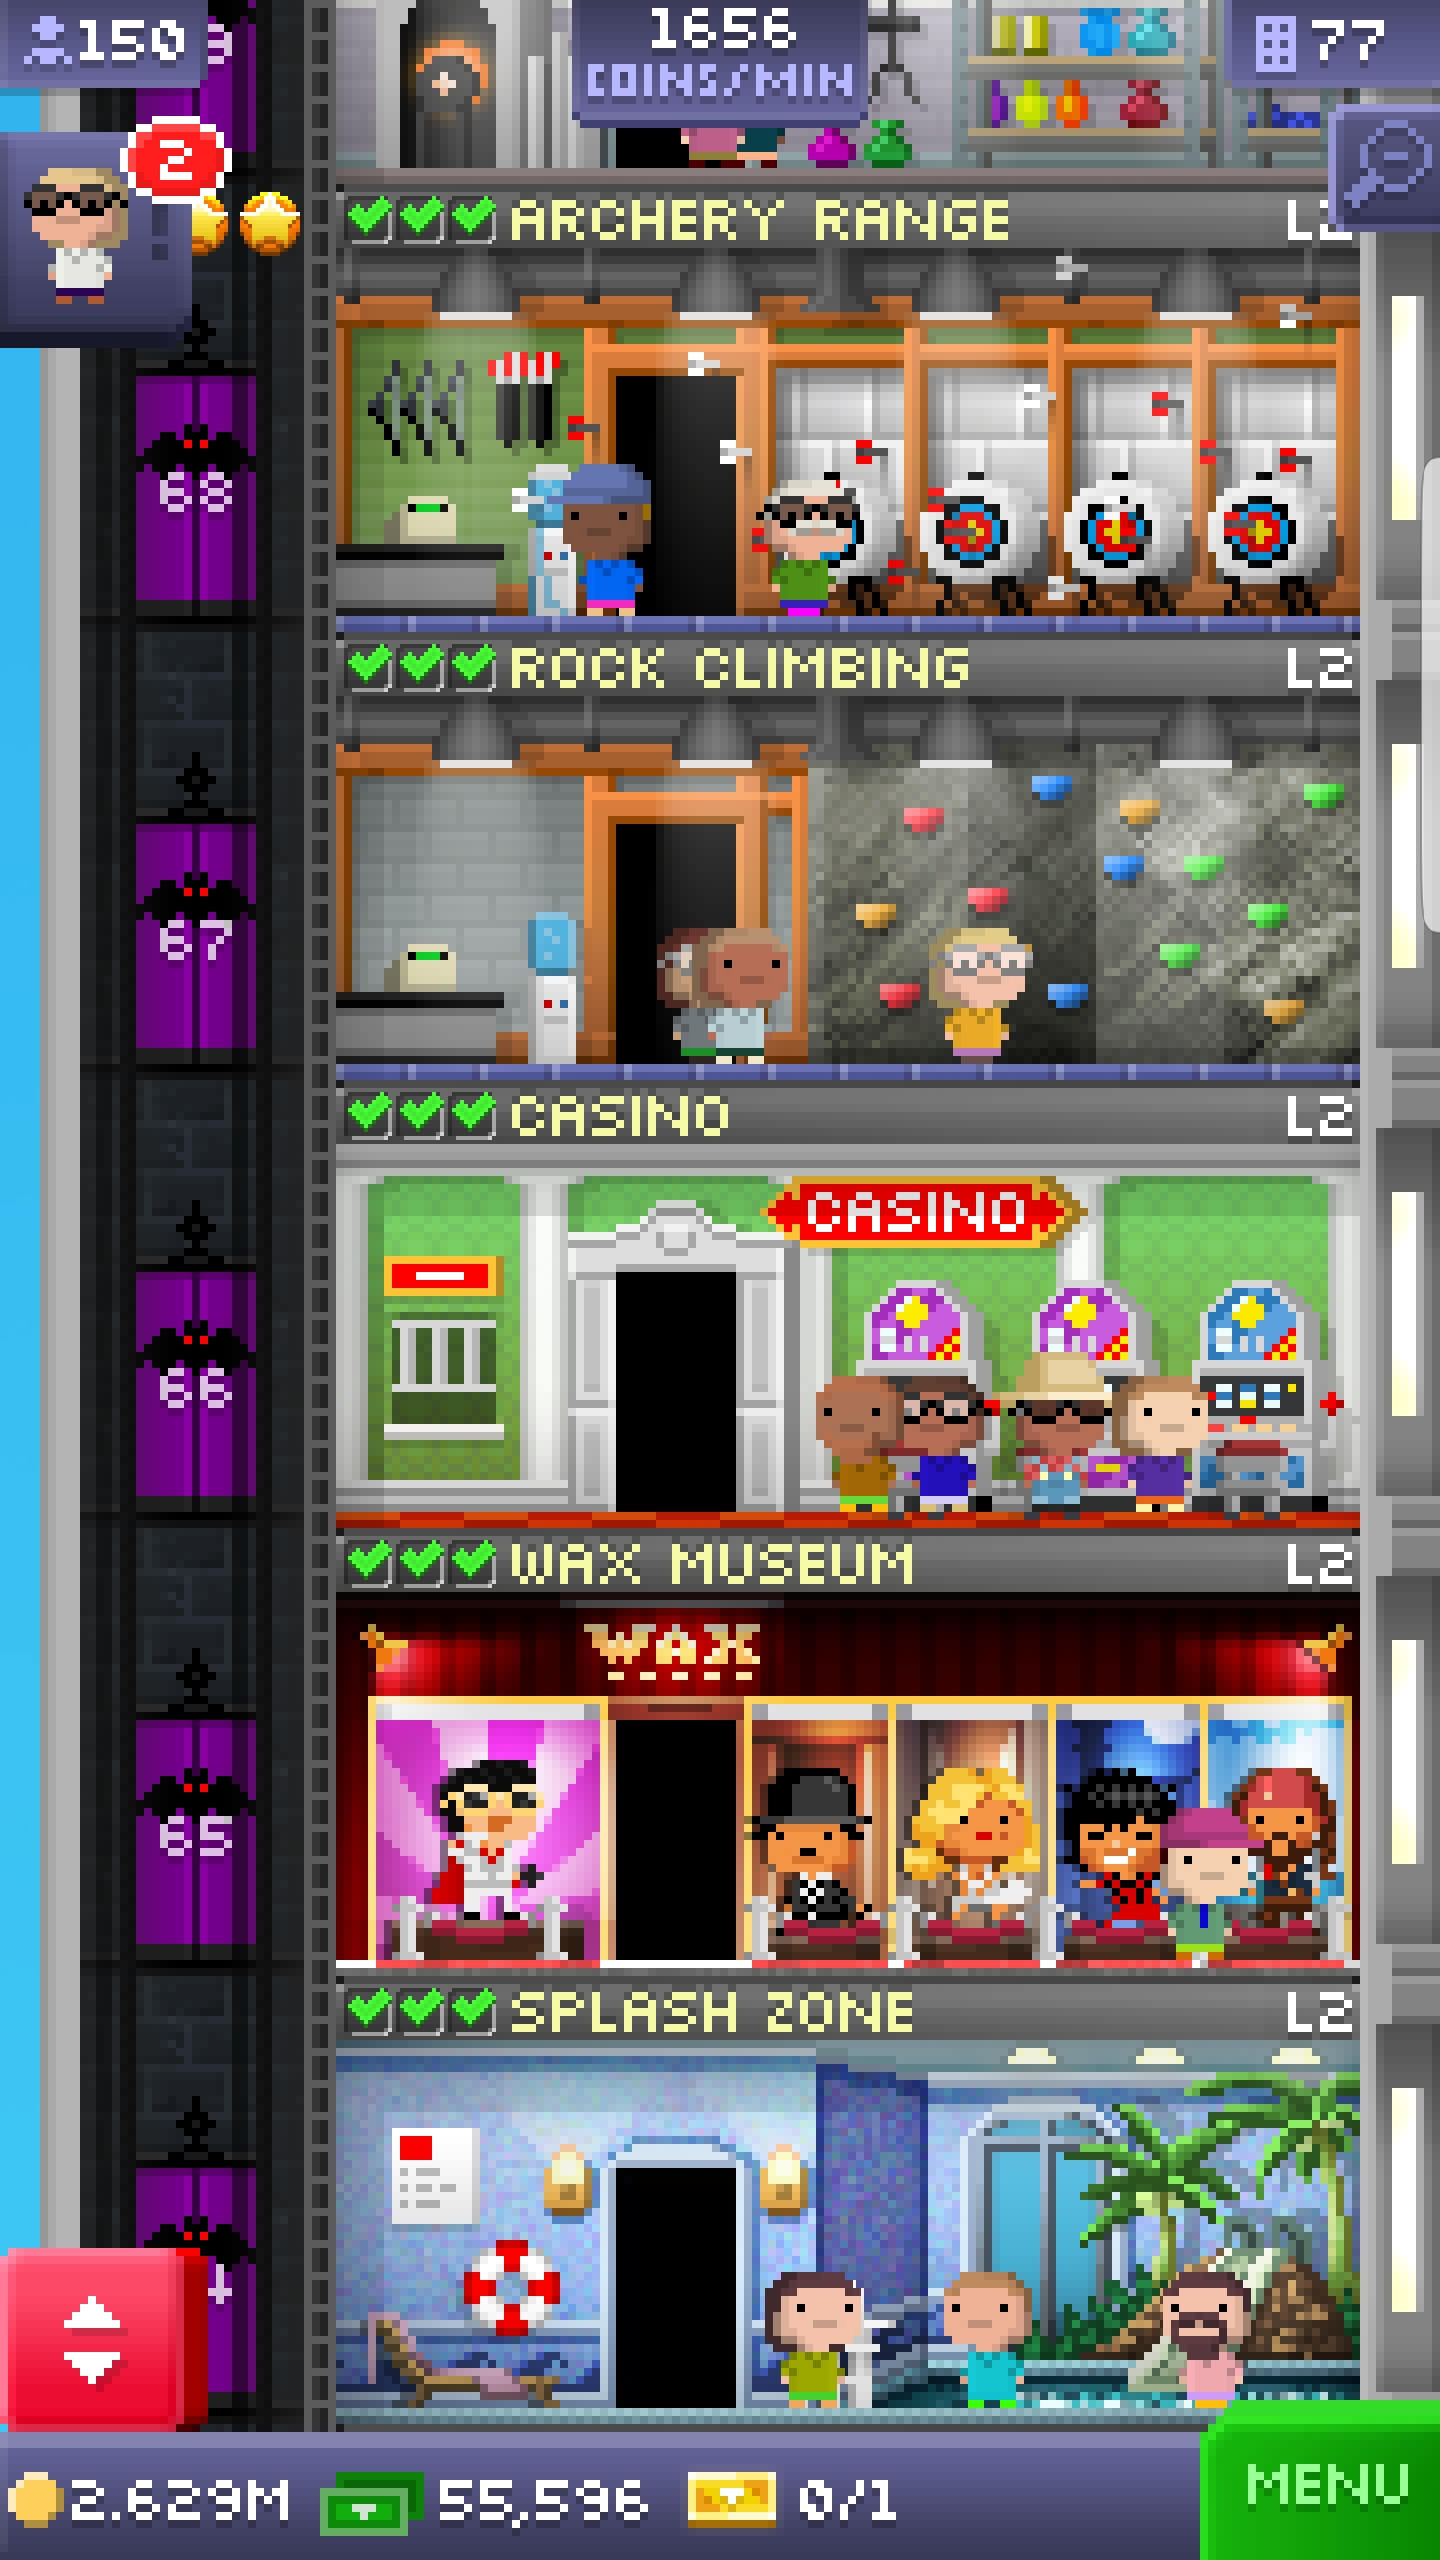 150
1656
COINS/MIN
77
2
ARCHERY RANGE
68
ROCK CLIMBING L2
67
CASINO L2
CASINO
66
WAX MUSEUM L2
WAX
65
SPLASH ZONE L2
2.629M 55,596 0/1
MENU